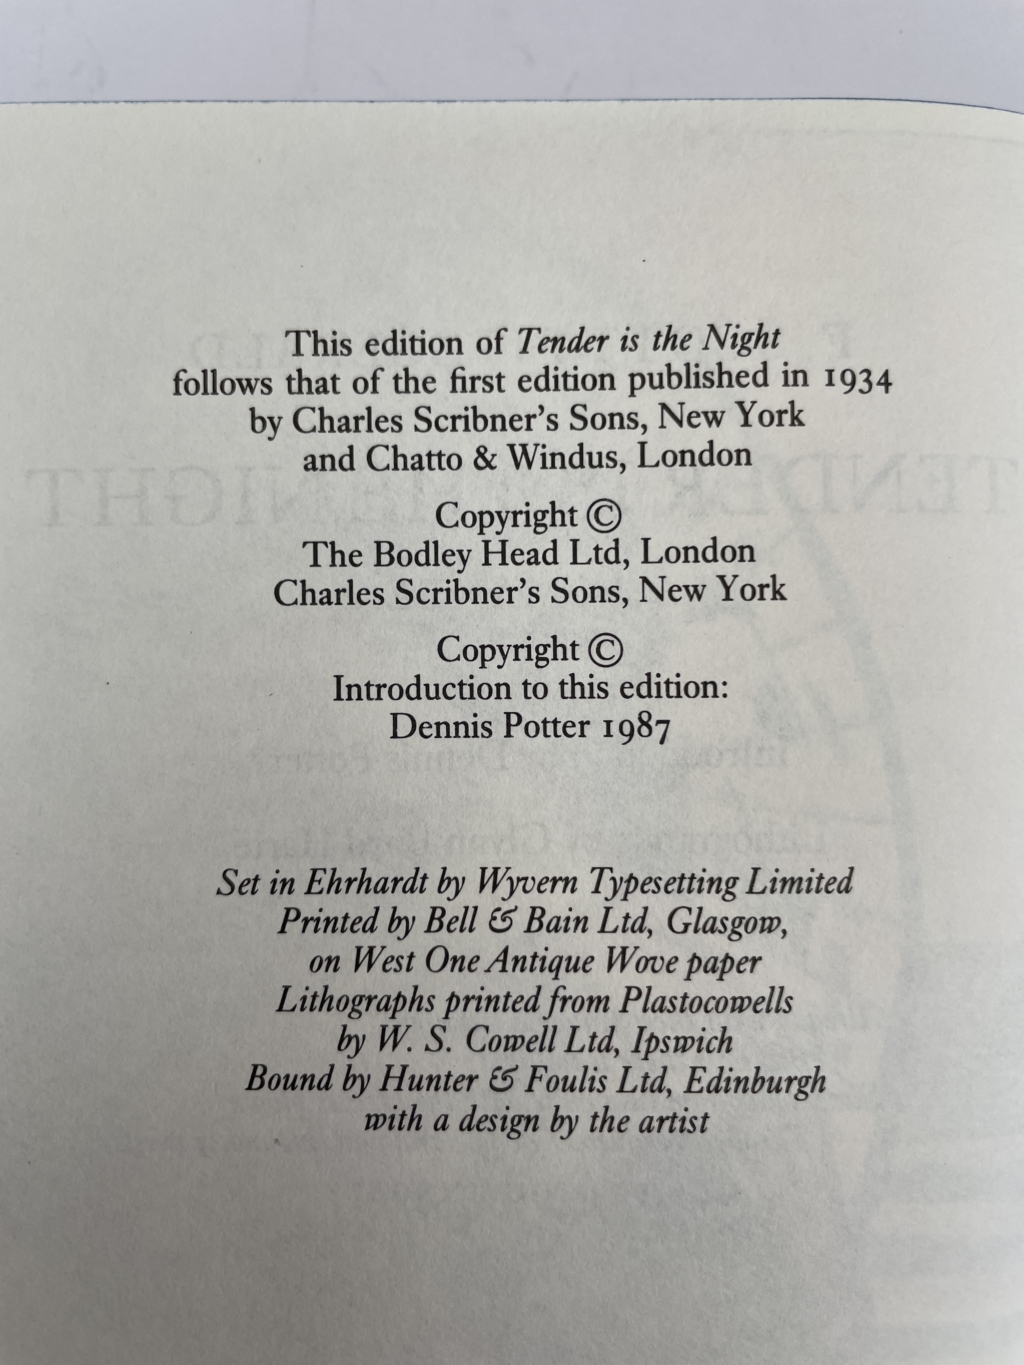 This edition of Tender is the Night
follows that of the first edition published in 1934
by Charles Scribner's Sons, New York
and Chatto & Windus, London
Copyright ©
The Bodley Head Ltd, London
Charles Scribner's Sons, New York
Copyright ©
Introduction to this edition:
Dennis Potter 1987
Set in Ehrhardt by Wyvern Typesetting Limited
Printed by Bell & Bain Ltd, Glasgow,
on West One Antique Wove paper
Lithographs printed from Plastocowells
by W. S. Cowell Ltd, Ipswich
Bound by Hunter & Foulis Ltd, Edinburgh
with a design by the artist